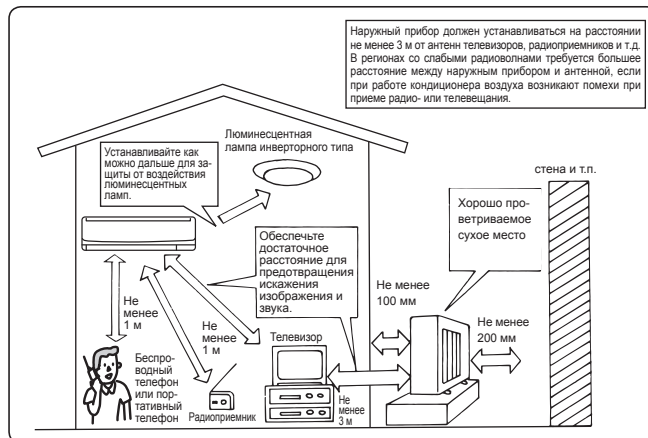 Наружный прибор должен устанавливаться на расстоянии
не менее 3 м от антенн телевизоров, радиоприемников и т.д.
В регионах со слабыми радиоволнами требуется большее
расстояние между наружным прибором и антенной, если
при работе кондиционера воздуха возникают помехи при
приеме радио- или телевещания.
Люминесцентная
лампа инверторного типа
Устанавливайте как
можно дальше для за-
щиты от воздействия
люминесцентных
ламп.
стена и т.п.
Хорошо про-
ветриваемое
сухое место
Обеспечьте
достаточное
расстояние для
предотвращения
искажения
изображения и
звука.
Не менее
100 мм
Не
менее
1 м
Не
менее
1 м
Телевизор
Не менее
200 мм
Беспро-
водный
телефон
или пор-
тативный
телефон
Радиоприемник
Не
менее
3 м